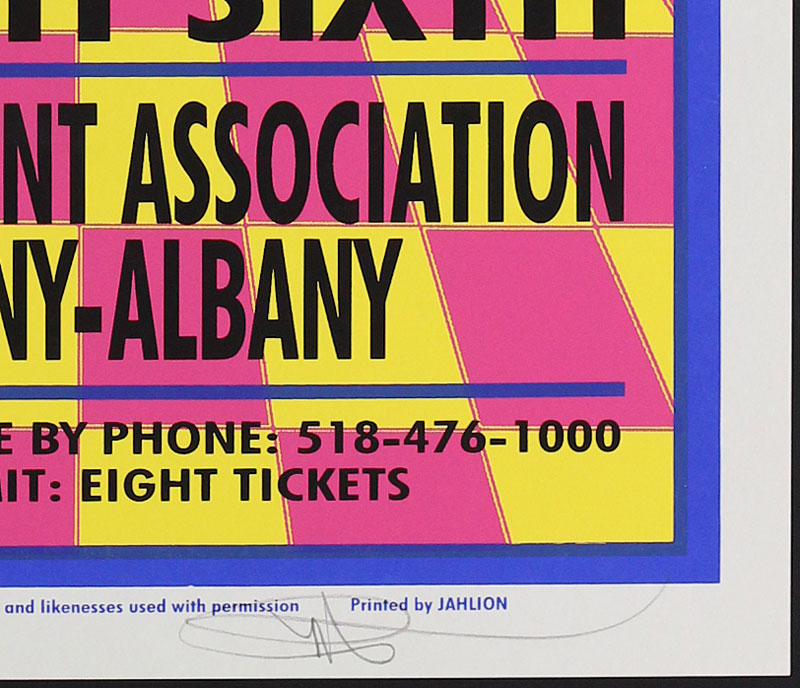 SIXTH
NT ASSOCIATION
NY-ALBANY
E BY PHONE: 518-476-1000
IT: EIGHT TICKETS
and likenesses used with permission Printed by JAHLION